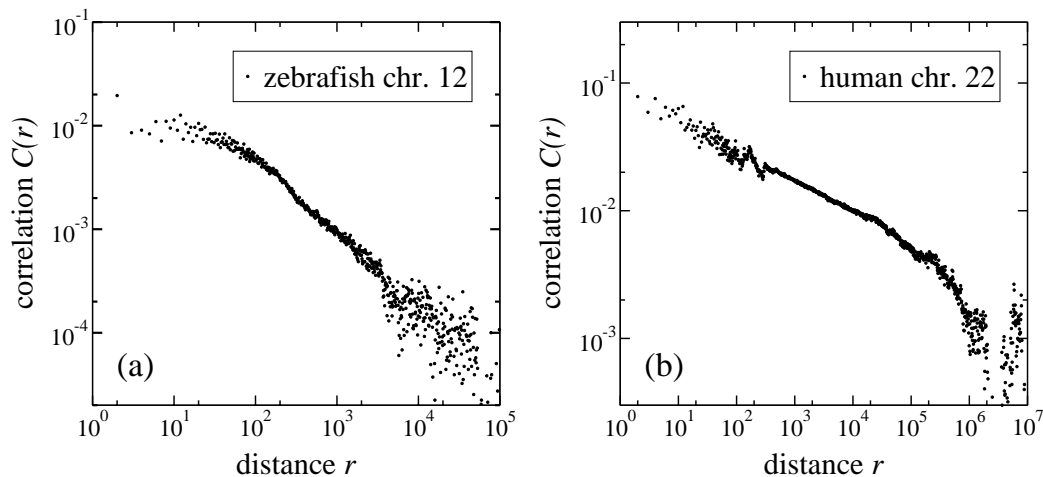 10^-1
10^-2
10^-3
10^-4
correlation C(r)
zebrafish chr. 12
(a)
10^0 10^1 10^2 10^3 10^4 10^5
distance r
10^-1
10^-2
10^-3
correlation C(r)
human chr. 22
(b)
10^0 10^1 10^2 10^3 10^4 10^5 10^6 10^7
distance r